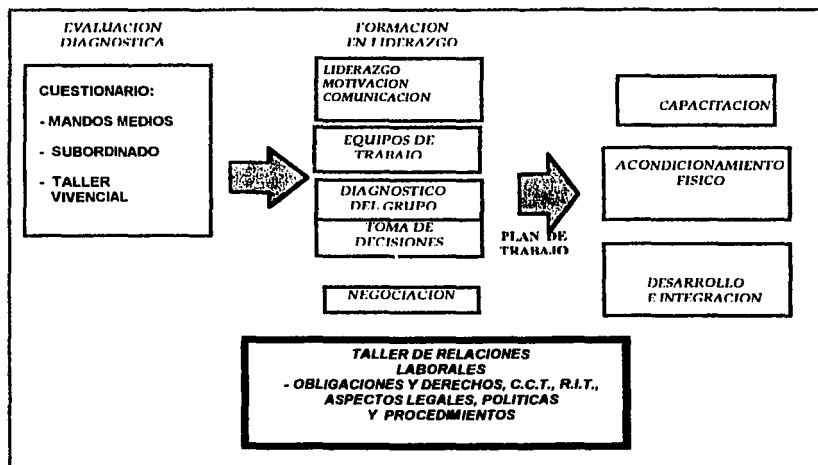 EVALUACION
DIAGNOSTICA
CUESTIONARIO:
- MANDOS MEDIOS
- SUBORDINADO
- TALLER
VIVENCIAL
FORMACION
EN LIDERAZGO
LIDERAZGO
MOTIVACION
COMUNICACION
EQUIPOS DE
TRABAJO
DIAGNOSTICO
DEL GRUPO
TOMA DE
DECISIONES
NEGOCIACION
PLAN DE
TRABAJO
CAPACITACION
ACONDICIONAMIENTO
FISICO
DESARROLLO
E INTEGRACION
TALLER DE RELACIONES
LABORALES
- OBLIGACIONES Y DERECHOS, C.C.T., R.I.T.,
ASPECTOS LEGALES, POLITICAS
Y PROCEDIMIENTOS